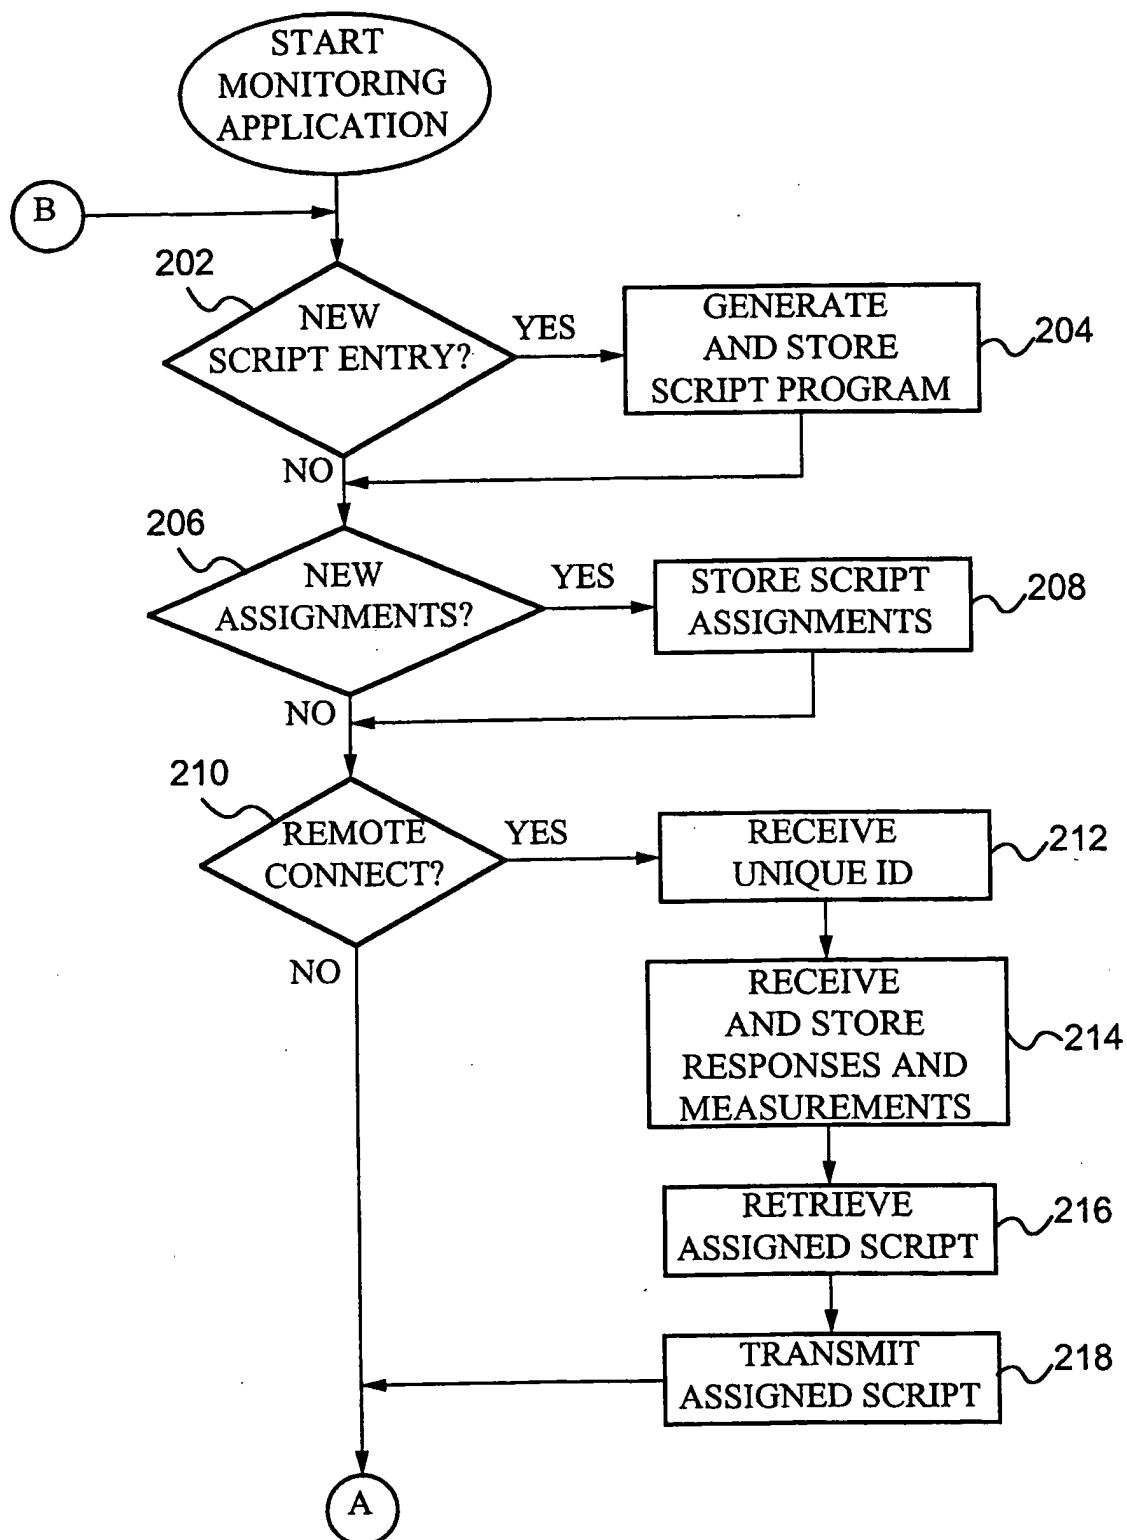 START
MONITORING
APPLICATION
B
202
NEW
SCRIPT ENTRY?
YES
GENERATE
AND STORE
SCRIPT PROGRAM
204
NO
206
NEW
ASSIGNMENTS?
YES
STORE SCRIPT
ASSIGNMENTS
208
NO
210
REMOTE
CONNECT?
YES
RECEIVE
UNIQUE ID
212
NO
RECEIVE
AND STORE
RESPONSES AND
MEASUREMENTS
214
RETRIEVE
ASSIGNED SCRIPT
216
TRANSMIT
ASSIGNED SCRIPT
218
A